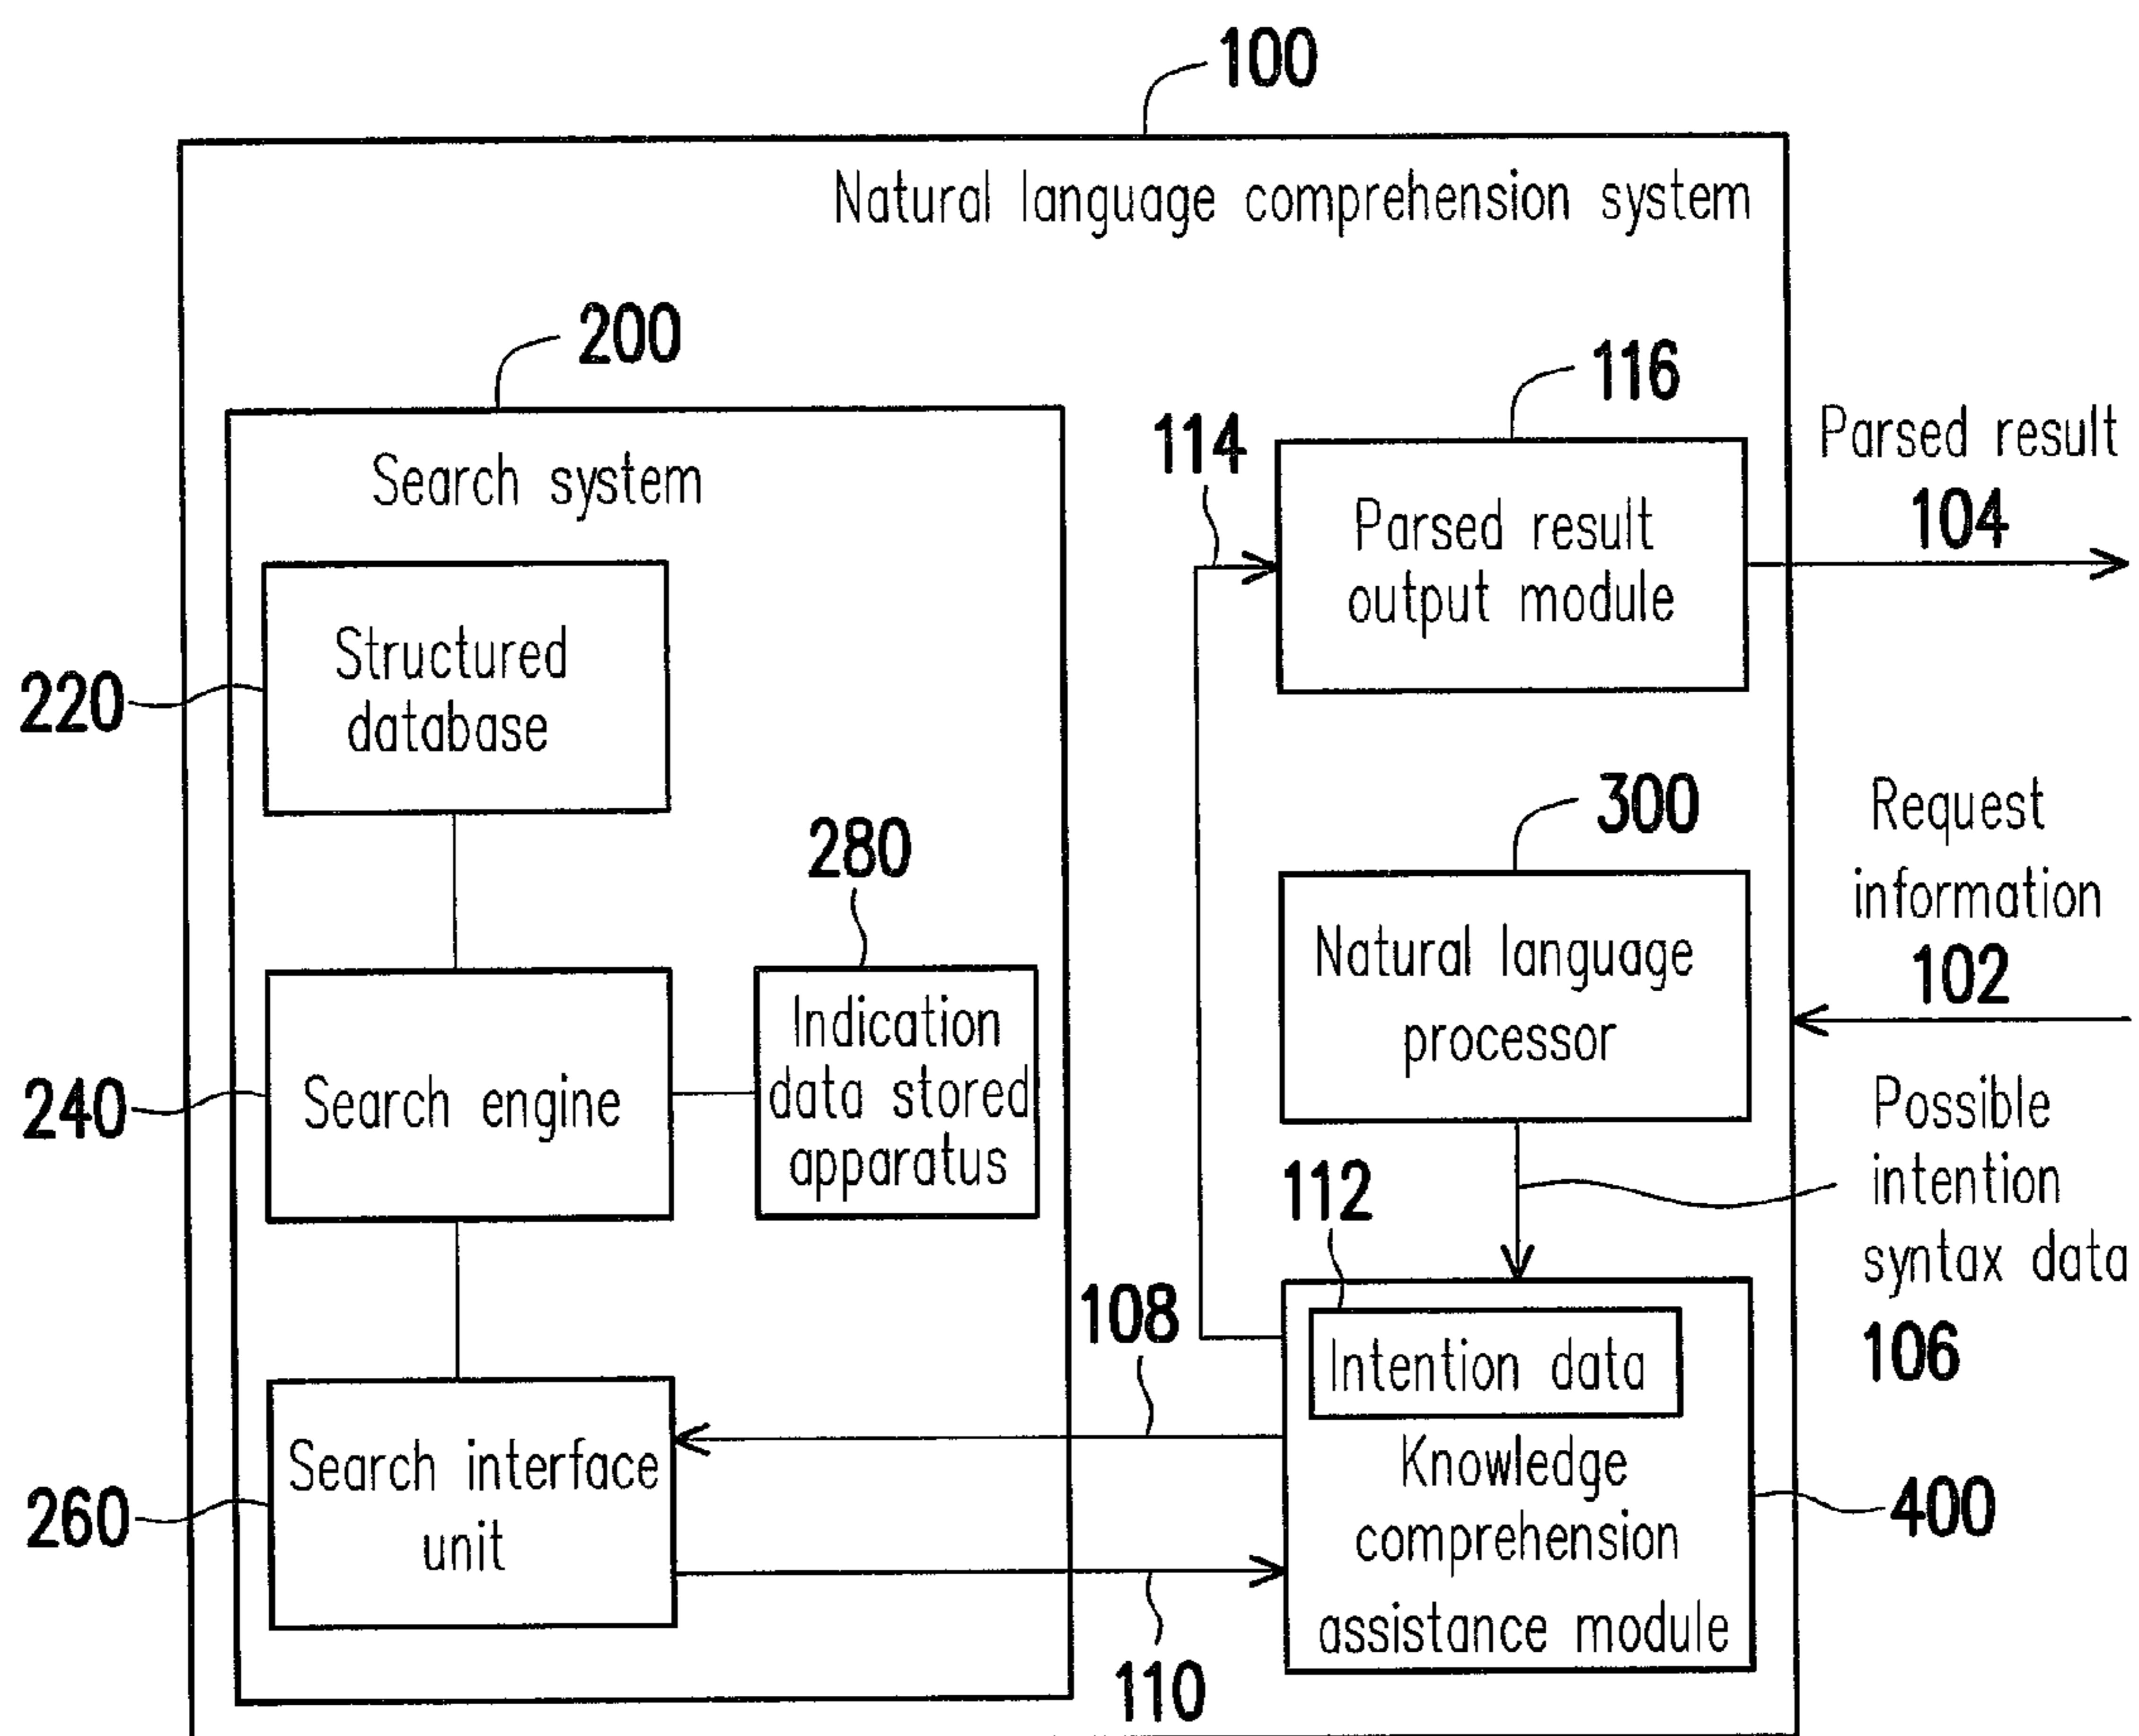 100
Natural language comprehension system
200
Search system
220
Structured
database
240
Search engine
280
Indication
data stored
apparatus
260
Search interface
unit
114
116
Parsed result
output module
Parsed result
104
300
Natural language
processor
Request
information
102
Possible
intention
syntax data
106
112
Intention data
Knowledge
comprehension
assistance module
400
108
110